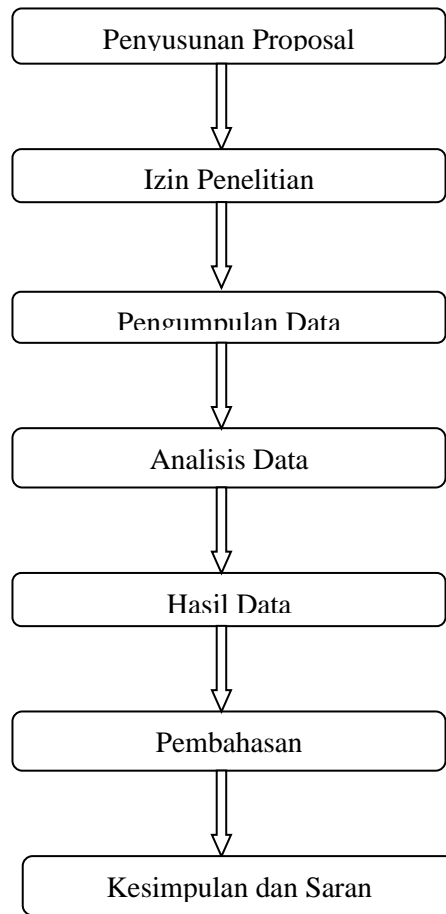 Penyusunan Proposal
Izin Penelitian
Pengumpulan Data
Analisis Data
Hasil Data
Pembahasan
Kesimpulan dan Saran